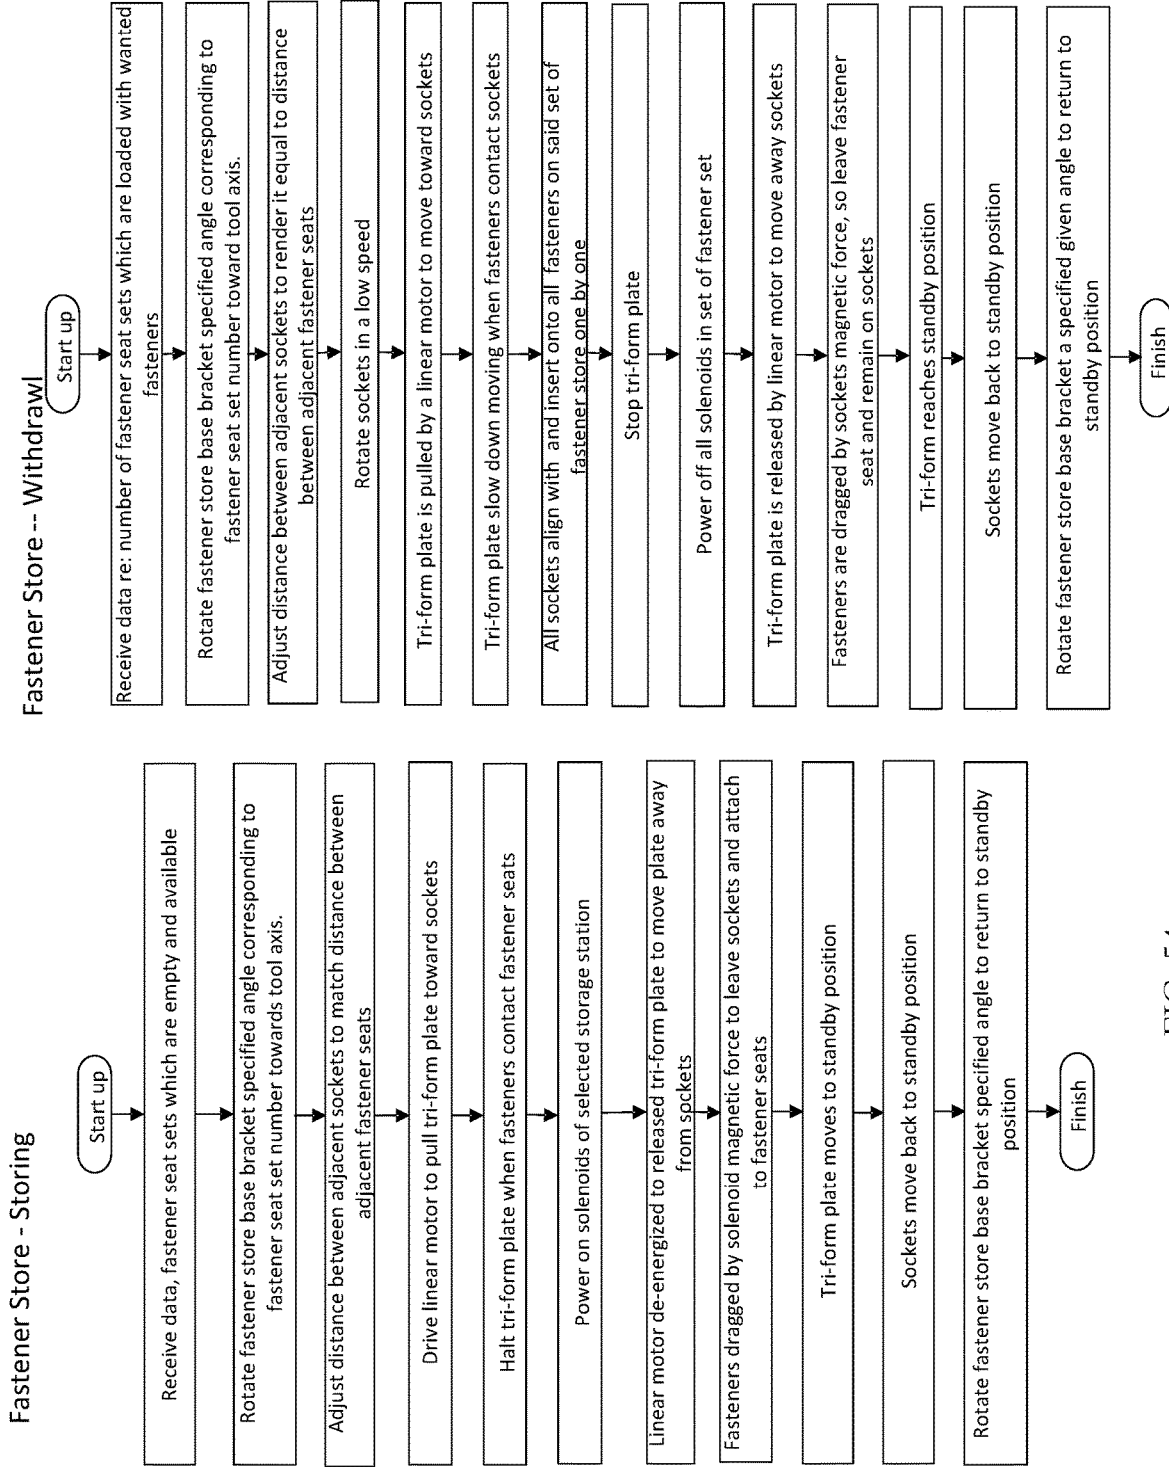 Fastener Store - Storing
Start up
Receive data, fastener seat sets which are empty and available
Rotate fastener store base bracket specified angle corresponding to
fastener seat set number towards tool axis.
Adjust distance between adjacent sockets to match distance between
adjacent fastener seats
Drive linear motor to pull tri-form plate toward sockets
Halt tri-form plate when fasteners contact fastener seats
Power on solenoids of selected storage station
Linear motor de-energized to released tri-form plate to move plate away
from sockets
Fasteners dragged by solenoid magnetic force to leave sockets and attach
to fastener seats
Tri-form plate moves to standby position
Sockets move back to standby position
Rotate fastener store base bracket specified angle to return to standby
position
Finish
Fastener Store -- Withdrawl
Start up
Receive data re: number of fastener seat sets which are loaded with wanted
fasteners
Rotate fastener store base bracket specified angle corresponding to
fastener seat set number toward tool axis.
Adjust distance between adjacent sockets to render it equal to distance
between adjacent fastener seats
Rotate sockets in a low speed
Tri-form plate is pulled by a linear motor to move toward sockets
Tri-form plate slow down moving when fasteners contact sockets
All sockets align with and insert onto all fasteners on said set of
fastener store one by one
Stop tri-form plate
Power off all solenoids in set of fastener set
Tri-form plate is released by linear motor to move away sockets
Fasteners are dragged by sockets magnetic force, so leave fastener
seat and remain on sockets
Tri-form reaches standby position
Sockets move back to standby position
Rotate fastener store base bracket a specified given angle to return to
standby position
Finish